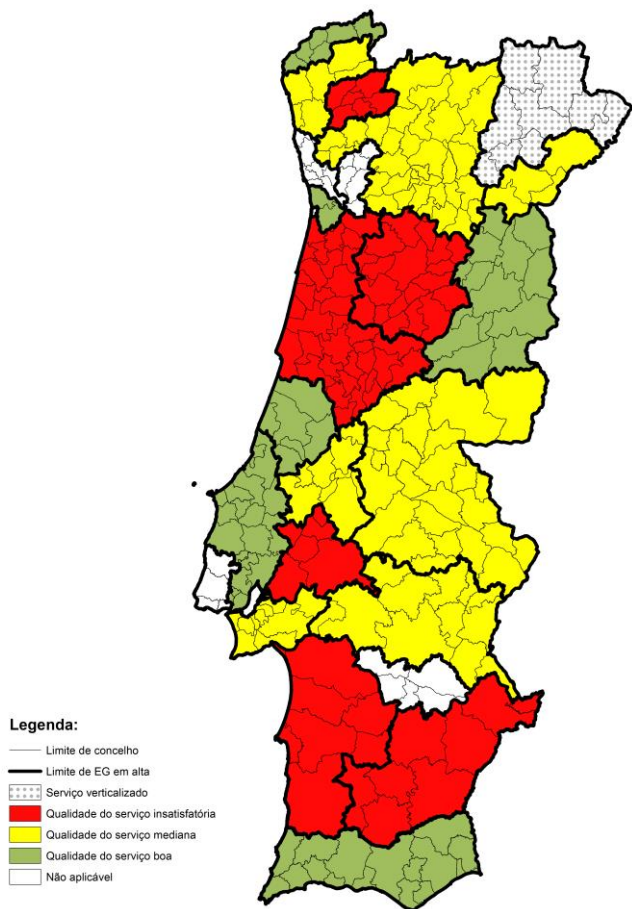 Legenda:
Limite de concelho
Limite de EG em alta
Serviço verticalizado
Qualidade do serviço insatisfatória
Qualidade do serviço mediana
Qualidade do serviço boa
Não aplicável